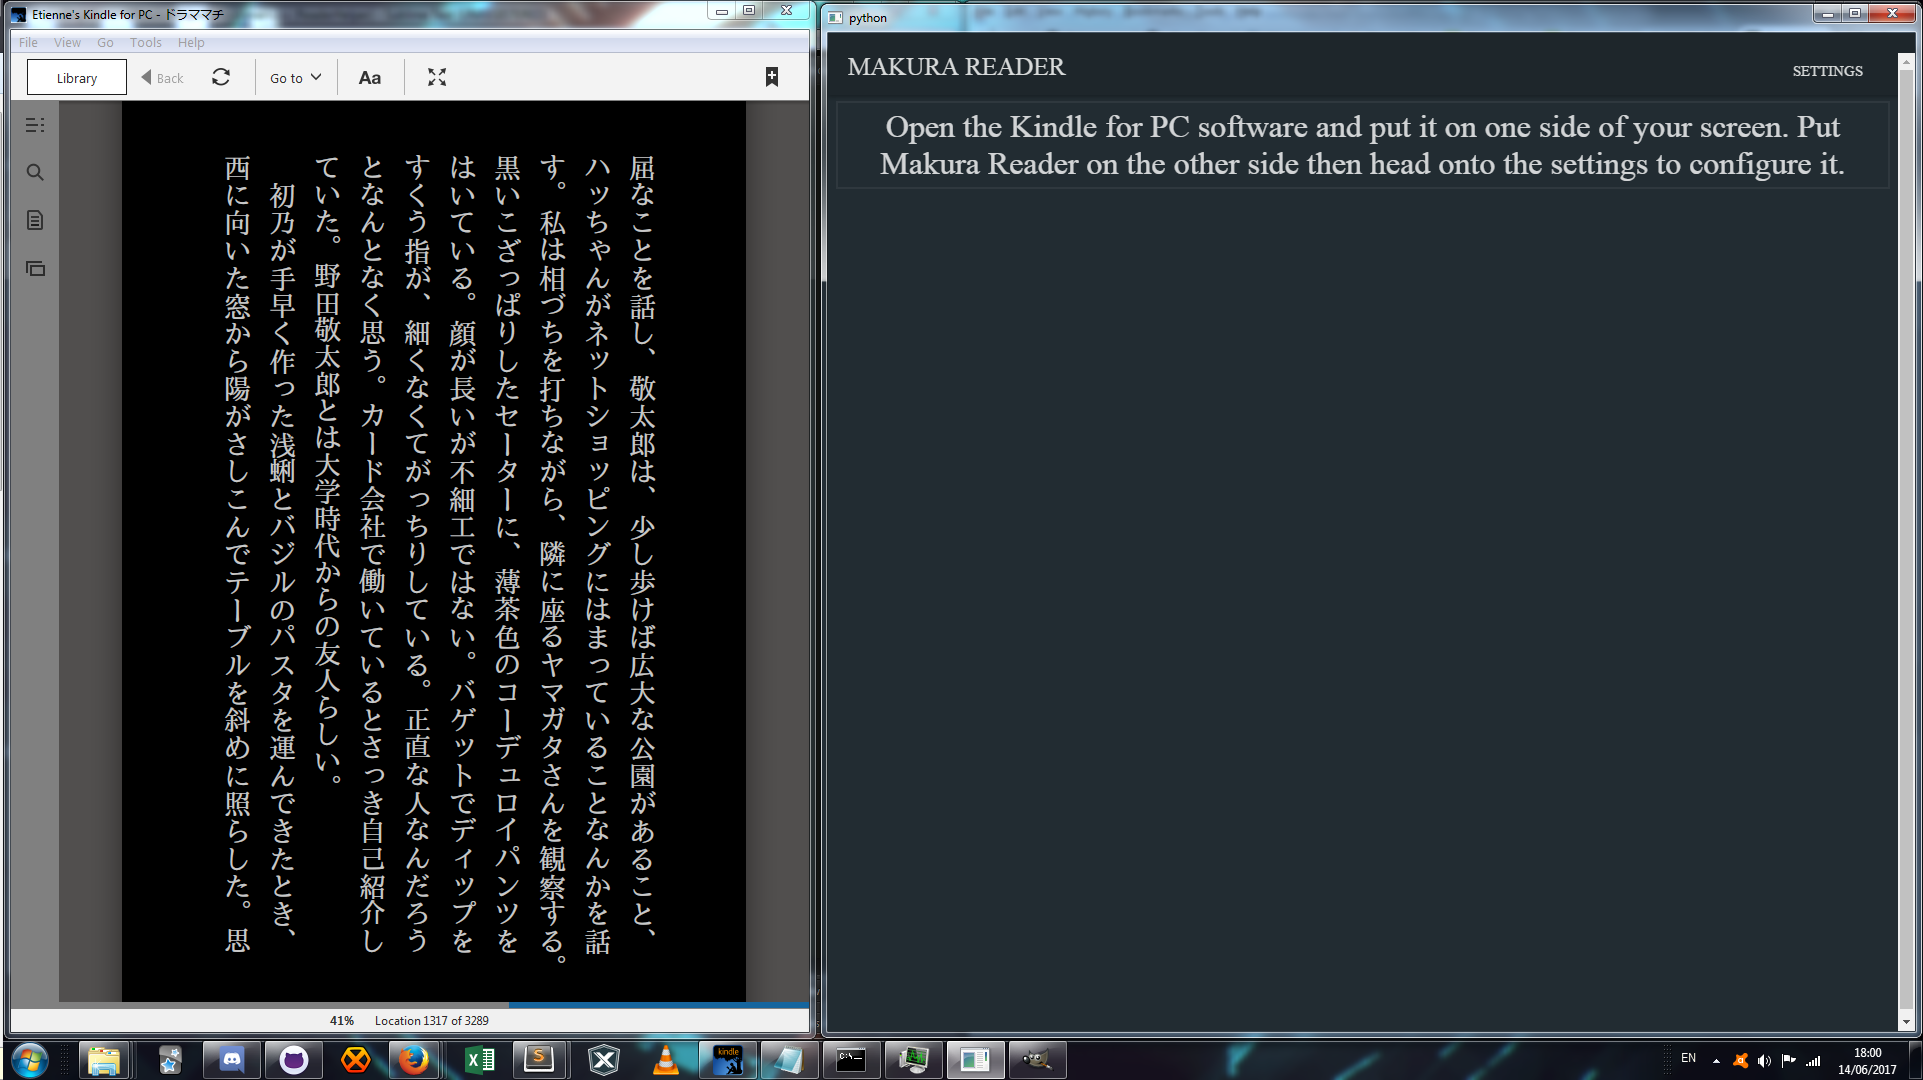 Etienne's Kindle for PC - ドラママチ
File View Go Tools Help
Library
Back
Go to
Aa
屈なことを話し、敬太郎は、少し歩けば広大な公園があること、
ハッちゃんがネットショッピングにはまっていることなんかを話
す。私は相づちを打ちながら、隣に座るヤマガタさんを観察する。
黒いこざっぱりしたセーターに、薄茶色のコーデュロイパンツを
はいている。顔が長いが不細工ではない。バゲットでディップを
すくう指が、細くなくてがっちりしている。正直な人なんだろう
となんとなく思う。カード会社で働いているとさっき自己紹介し
ていた。野田敬太郎とは大学時代からの友人らしい。
初乃が手早く作った浅蜊とバジルのパスタを運んできたとき、
西に向いた窓から陽がさしこんでテーブルを斜めに照らした。思
41%
Location 1317 of 3289
python
MAKURA READER
SETTINGS
Open the Kindle for PC software and put it on one side of your screen. Put
Makura Reader on the other side then head onto the settings to configure it.
kindle
C:\_
EN
18:00
14/06/2017